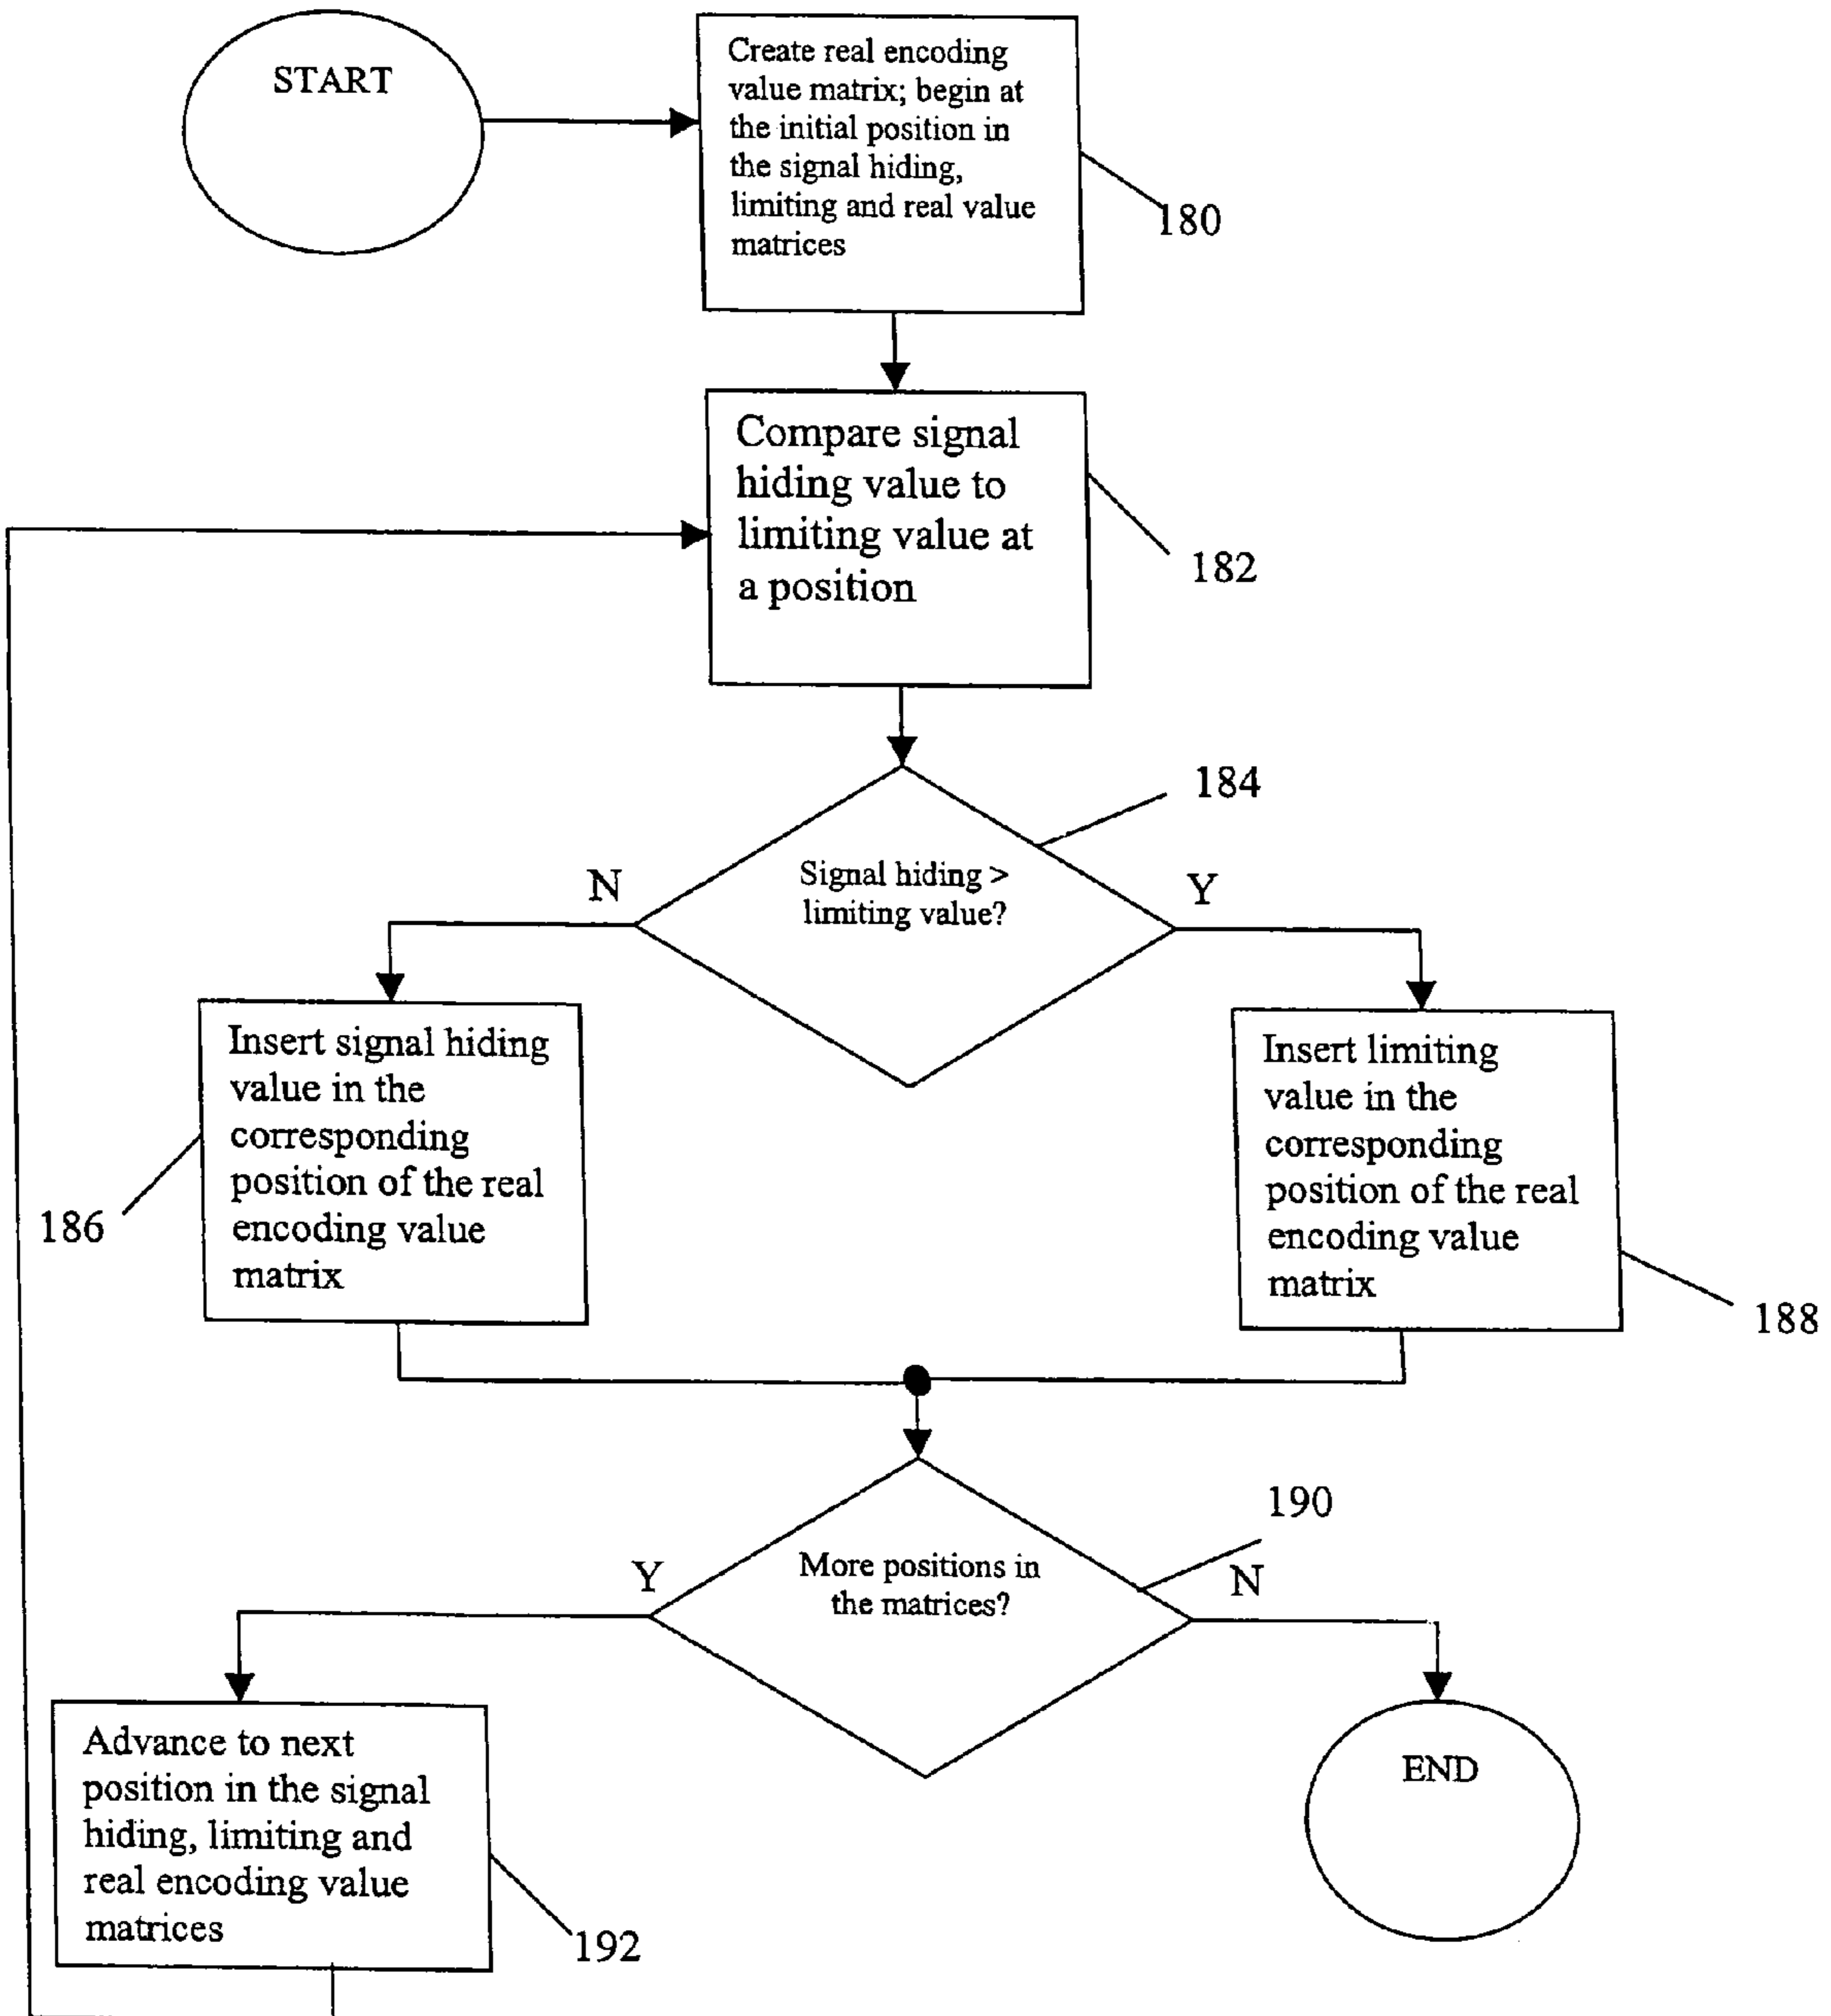 START
Create real encoding
value matrix; begin at
the initial position in
the signal hiding,
limiting and real value
matrices
180
Compare signal
hiding value to
limiting value at
a position
182
184
Signal hiding >
limiting value?
N
Y
Insert signal hiding
value in the
corresponding
position of the real
encoding value
matrix
186
Insert limiting
value in the
corresponding
position of the real
encoding value
matrix
188
190
More positions in
the matrices?
Y
N
Advance to next
position in the signal
hiding, limiting and
real encoding value
matrices
192
END